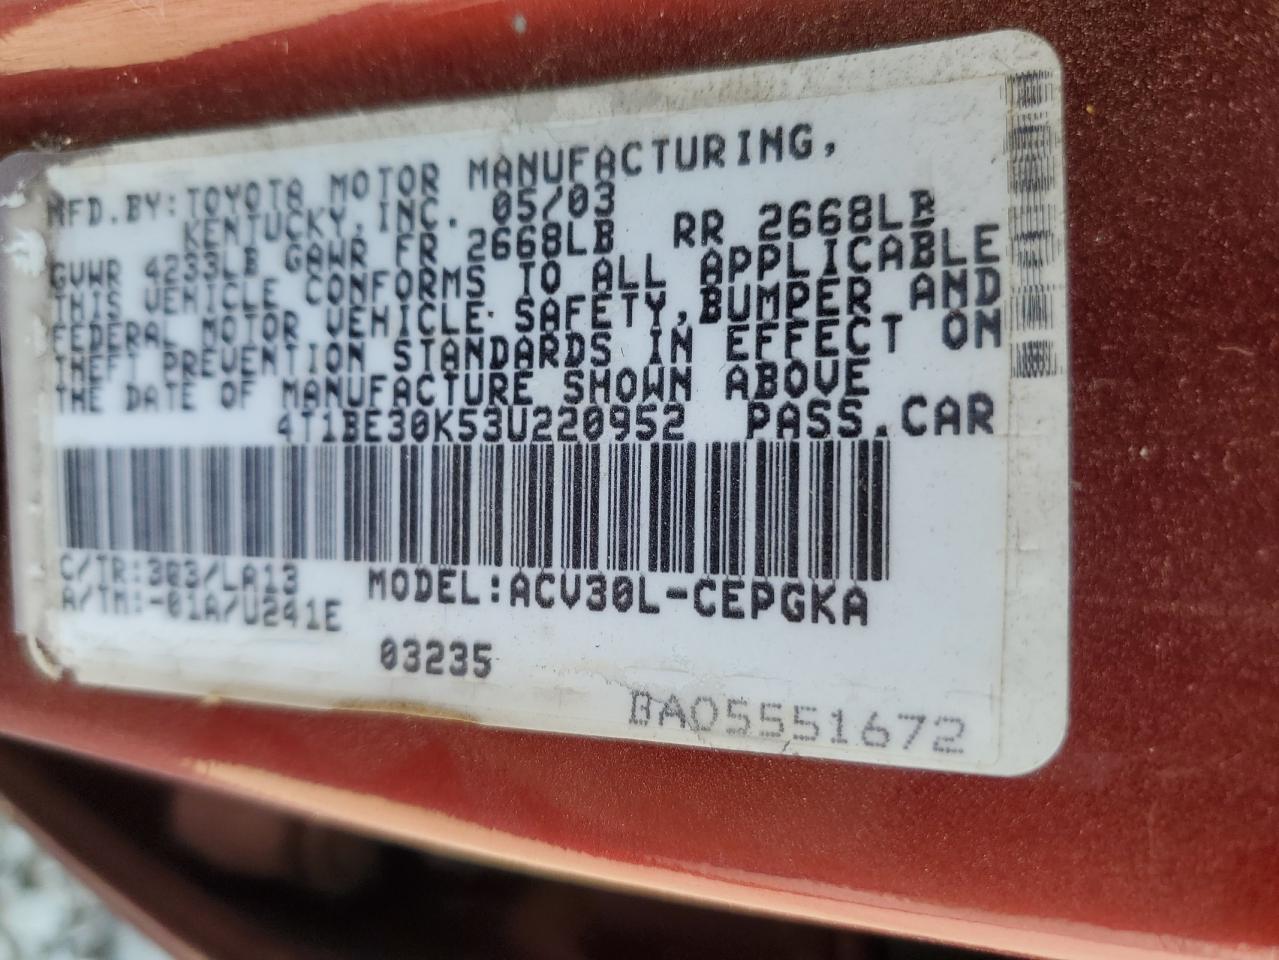 MFD.BY:TOYOTA MOTOR MANUFACTURING,
KENTUCKY,INC. 05/03
GVWR 4233LB GAWR FR 2668LB RR 2668LB
THIS VEHICLE CONFORMS TO ALL APPLICABLE
FEDERAL MOTOR VEHICLE SAFETY,BUMPER AND
THEFT PREVENTION STANDARDS IN EFFECT ON
THE DATE OF MANUFACTURE SHOWN ABOVE
4T1BE30K53U220952 PASS.CAR
C/TR:3Q3/LA13 MODEL:ACV30L-CEPGKA
A/TM:-01A/U241E
03235
BA05551672